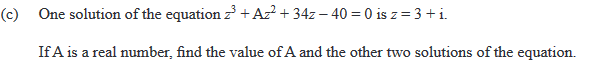 (c) One solution of the equation z³ + Az² + 34z – 40 = 0 is z = 3 + i.
If A is a real number, find the value of A and the other two solutions of the equation.